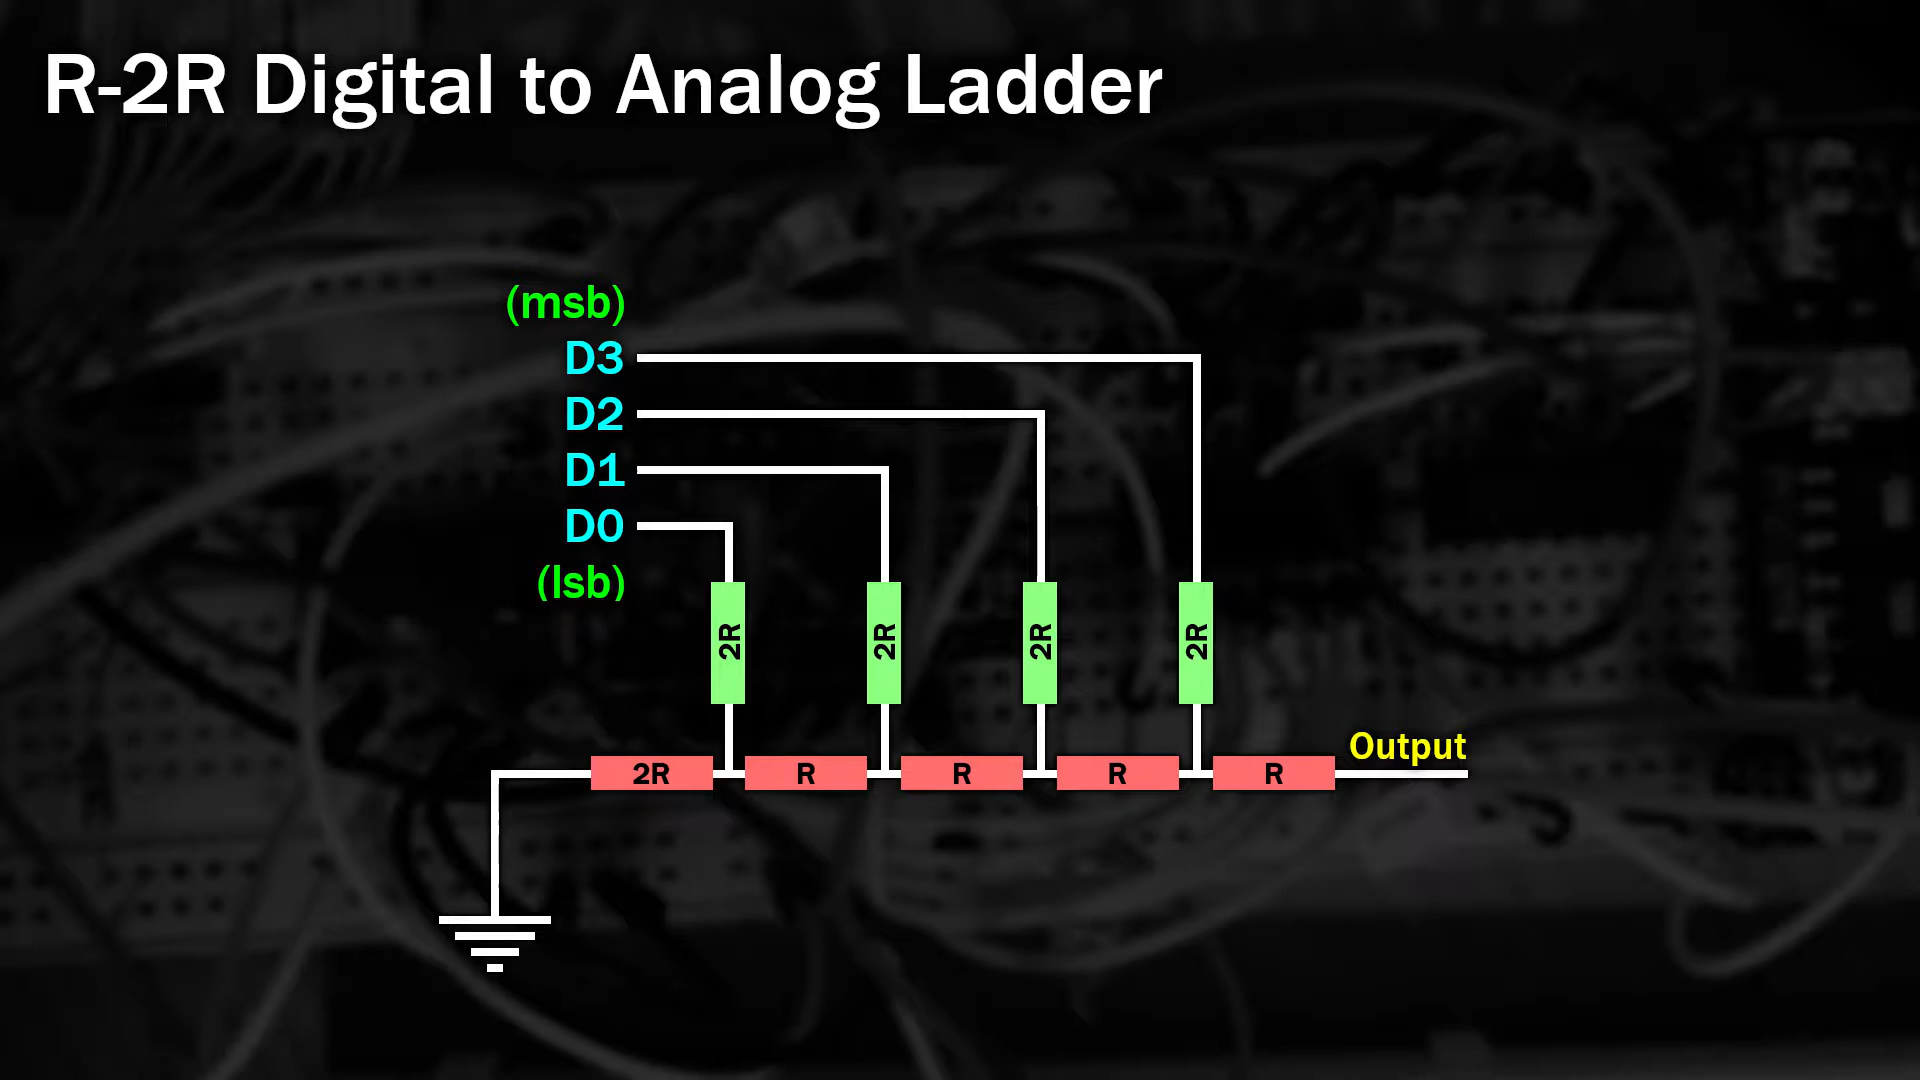 R-2R Digital to Analog Ladder
(msb)
D3
D2
D1
D0
(lsb)
2R 2R 2R 2R
Output
2R R R R R